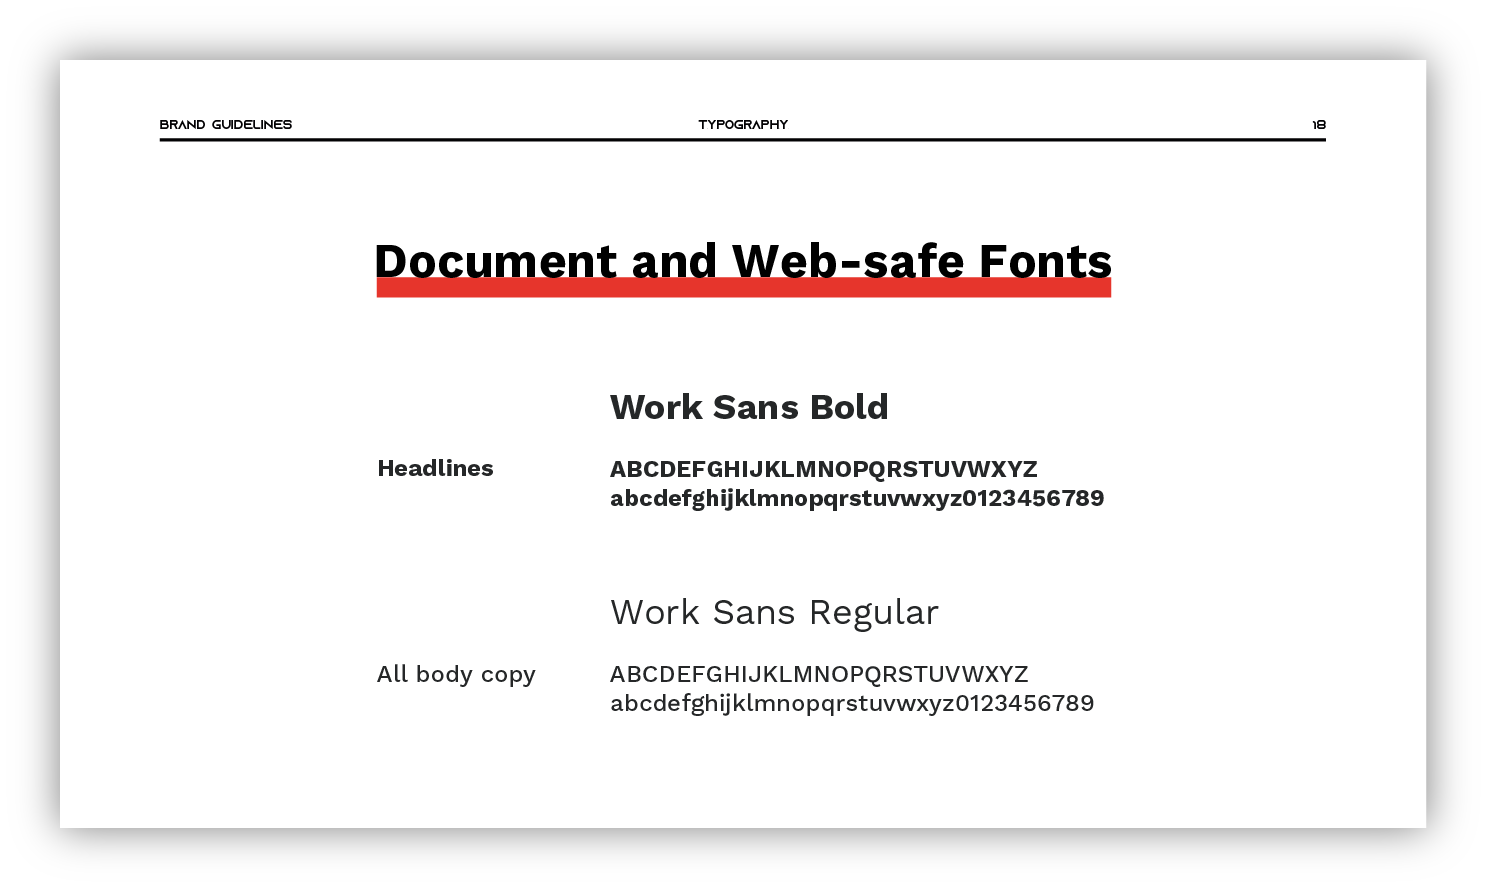 BRAND GUIDELINES TYPOGRAPHY 18
Document and Web-safe Fonts
Work Sans Bold
Headlines ABCDEFGHIJKLMNOPQRSTUVWXYZ
abcdefghijklmnopqrstuvwxyz0123456789
Work Sans Regular
All body copy ABCDEFGHIJKLMNOPQRSTUVWXYZ
abcdefghijklmnopqrstuvwxyz0123456789